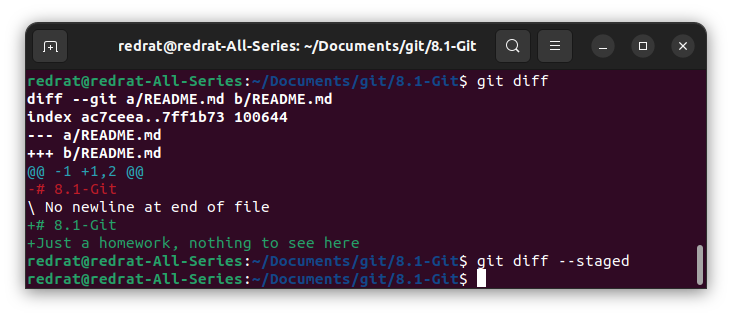 redrat@redrat-All-Series: ~/Documents/git/8.1-Git
redrat@redrat-All-Series:~/Documents/git/8.1-Git$ git diff
diff --git a/README.md b/README.md
index ac7ceea..7ff1b73 100644
--- a/README.md
+++ b/README.md
@@ -1 +1,2 @@
-# 8.1-Git
\ No newline at end of file
+# 8.1-Git
+Just a homework, nothing to see here
redrat@redrat-All-Series:~/Documents/git/8.1-Git$ git diff --staged
redrat@redrat-All-Series:~/Documents/git/8.1-Git$